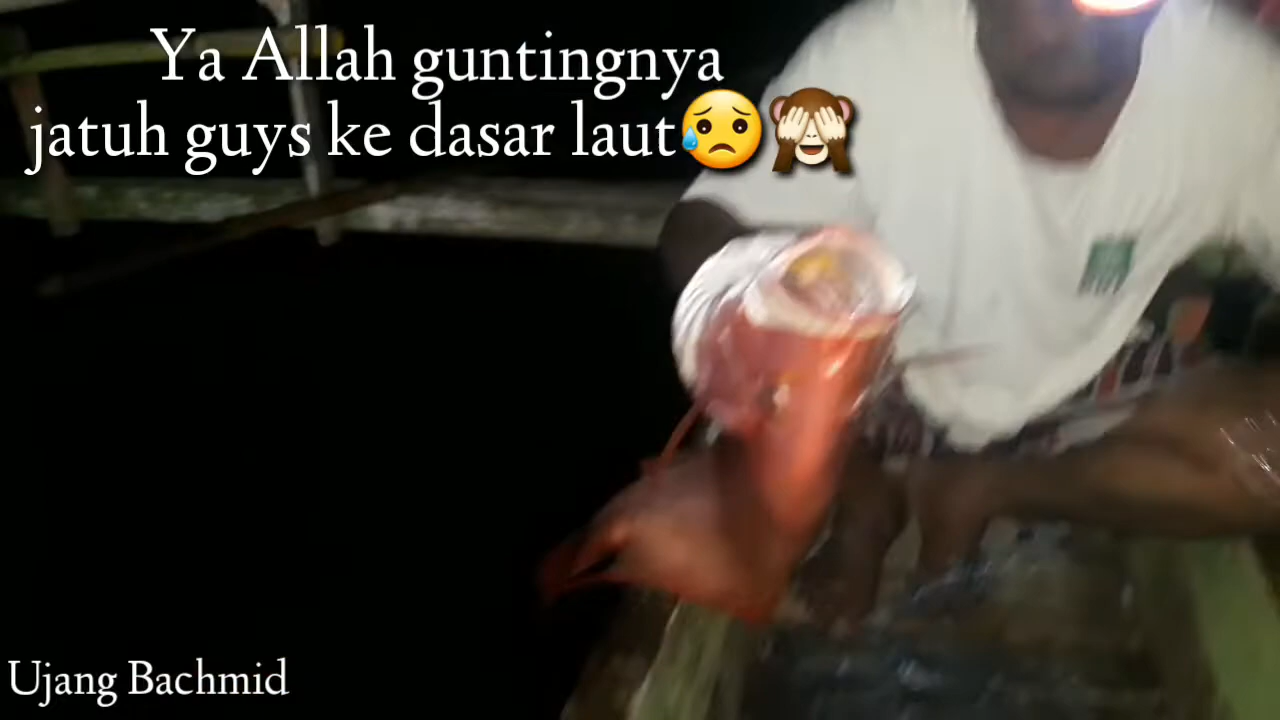 Ya Allah guntingnya
jatuh guys ke dasar laut😥🙈
Ujang Bachmid